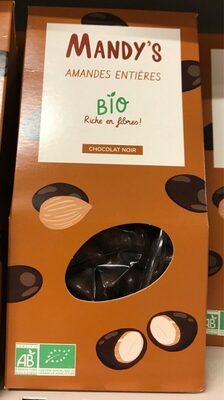 MANDY'S
AMANDES ENTIÈRES
BIO
Riche en fibres!
CHOCOLAT NOIR
AB